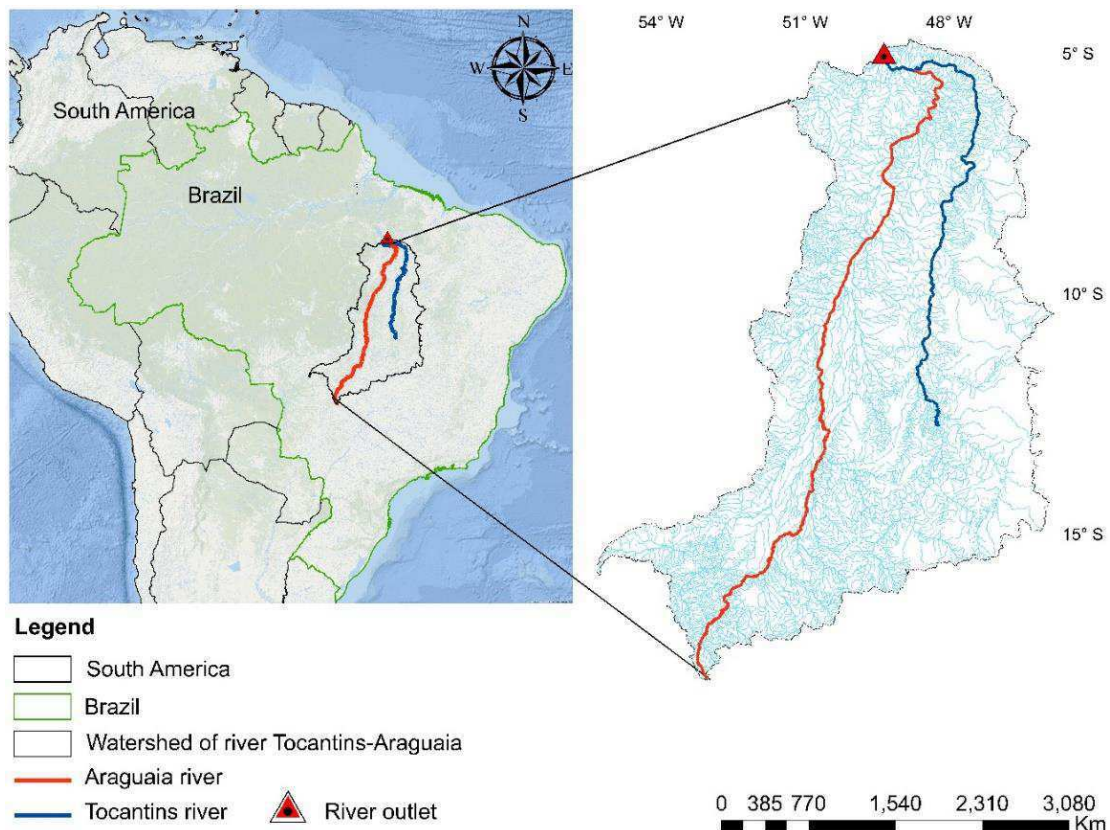 54° W
51° W
48° W
N
W
E
S
5° S
South America
Brazil
10° S
15° S
Legend
South America
Brazil
Watershed of river Tocantins-Araguaia
Araguaia river
Tocantins river
River outlet
0 385 770 1,540 2,310 3,080
Km